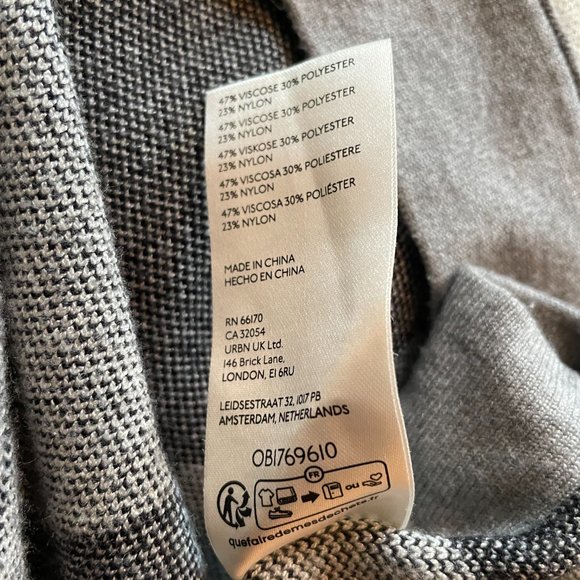 47% VISCOSE 30% POLYESTER
23% NYLON
47% VISCOSE 30% POLYESTER
23% NYLON
47% VISKOSE 30% POLYESTER
23% NYLON
47% VISCOSA 30% POLIESTERE
23% NYLON
47% VISCOSA 30% POLIÉSTER
23% NYLON
MADE IN CHINA
HECHO EN CHINA
RN 66170
CA 32054
URBN UK Ltd.
146 Brick Lane,
LONDON, E1 6RU
LEIDSESTRAAT 32, 1017 PB
AMSTERDAM, NETHERLANDS
OB1769610
FR
ou
quefairedemesdechets.fr